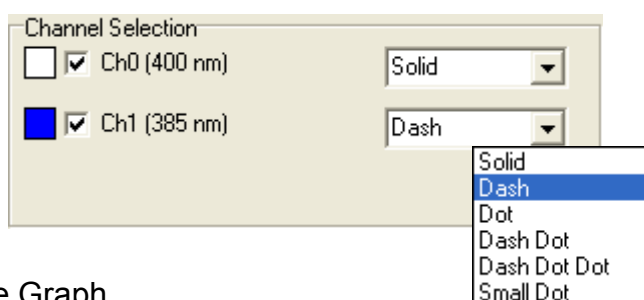 Channel Selection
Ch0 (400 nm) Solid
Ch1 (385 nm) Dash
Solid
Dash
Dot
Dash Dot
Dash Dot Dot
Small Dot
e Graph